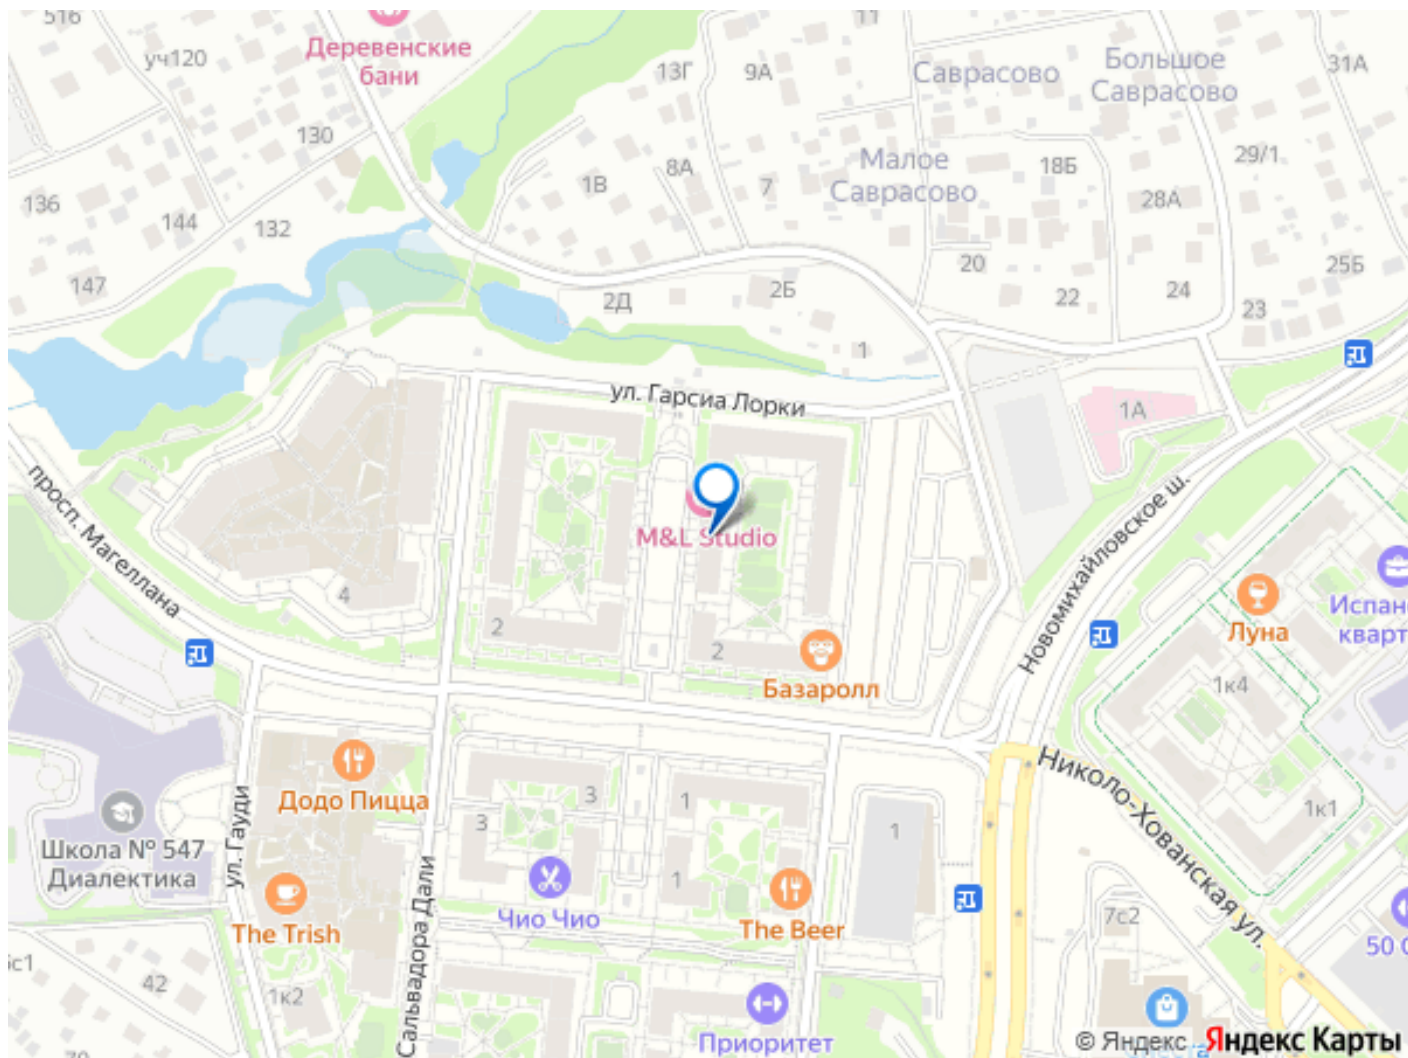 516
уч120
Деревенские
бани
13Г
9А
11
Саврасово
Большое
Саврасово
31А
130
136
144
132
147
1В
8А
7
Малое
Саврасово
18Б
29/1
28А
20
22
24
25Б
23
2Д
2Б
1
ул. Гарсиа Лорки
1А
просп. Магеллана
M&L Studio
4
2
2
Базаролл
Новомихайловское ш.
Луна
1к4
1к1
Николо-Хованская ул.
Додо Пицца
ул. Гауди
Школа № 547
Диалектика
The Trish
3
3
1
1
1
Чио Чио
The Beer
Сальвадора Дали
42
1к2
7с2
Приоритет
© Яндекс Яндекс Карты